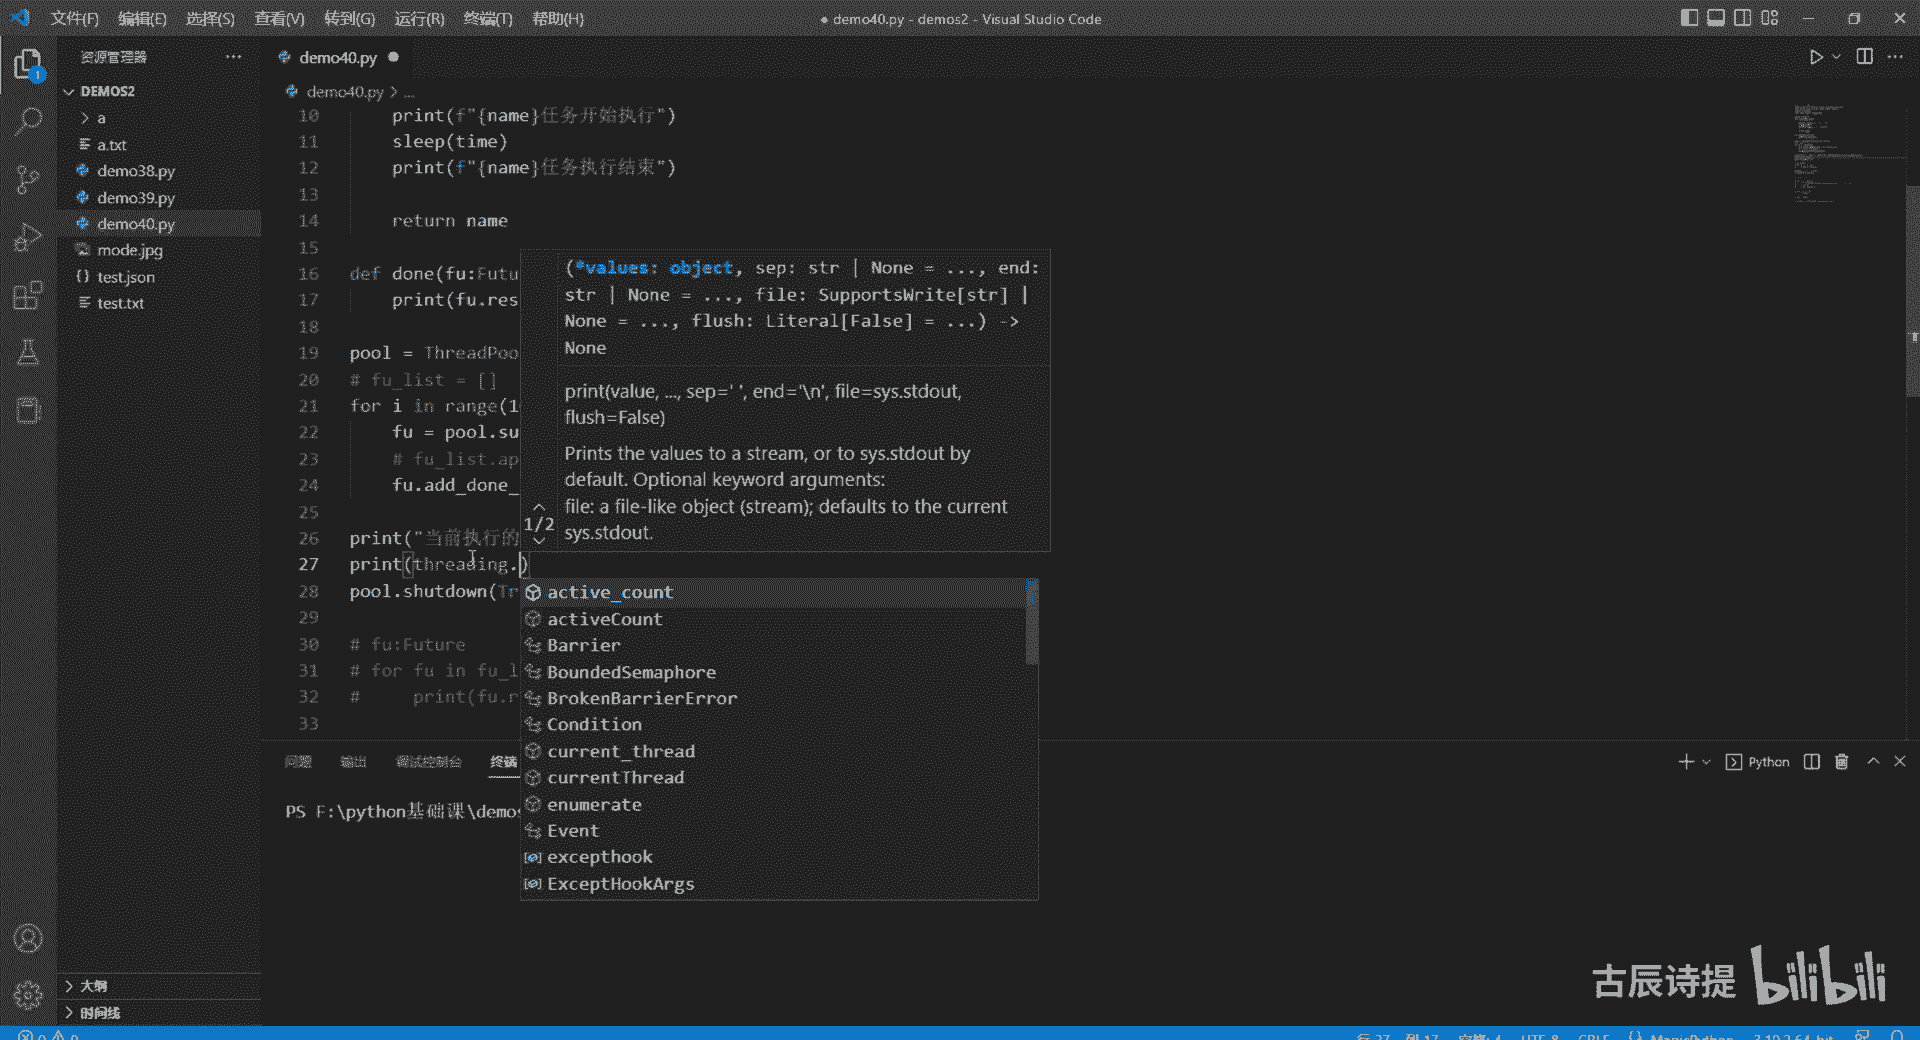 文件(F) 编辑(E) 选择(S) 查看(V) 转到(G) 运行(R) 终端(T) 帮助(H)
● demo40.py - demos2 - Visual Studio Code
资源管理器 ···
demo40.py ●
1
DEMOS2
demo40.py > ...
a
a.txt
demo38.py
demo39.py
demo40.py
mode.jpg
test.json
test.txt
10 print(f"{name}任务开始执行")
11 sleep(time)
12 print(f"{name}任务执行结束")
13
14 return name
15
16 def done(fu:Futu
17 print(fu.res
18
19 pool = ThreadPoo
20 # fu_list = []
21 for i in range(1
22 fu = pool.su
23 # fu_list.ap
24 fu.add_done_
25
26 print("当前执行的
27 print(threading.)
28 pool.shutdown(Tr
29
30 # fu:Future
31 # for fu in fu_l
32 # print(fu.r
33
(*values: object, sep: str | None = ..., end:
str | None = ..., file: SupportsWrite[str] |
None = ..., flush: Literal[False] = ...) ->
None
print(value, ..., sep=' ', end='\n', file=sys.stdout,
flush=False)
Prints the values to a stream, or to sys.stdout by
default. Optional keyword arguments:
file: a file-like object (stream); defaults to the current
sys.stdout.
1/2
active_count
activeCount
Barrier
BoundedSemaphore
BrokenBarrierError
Condition
current_thread
currentThread
enumerate
Event
excepthook
ExceptHookArgs
问题 输出 调试控制台 终端
Python
PS F:\python基础课\demos
大纲
时间线
古辰诗提 bilibili